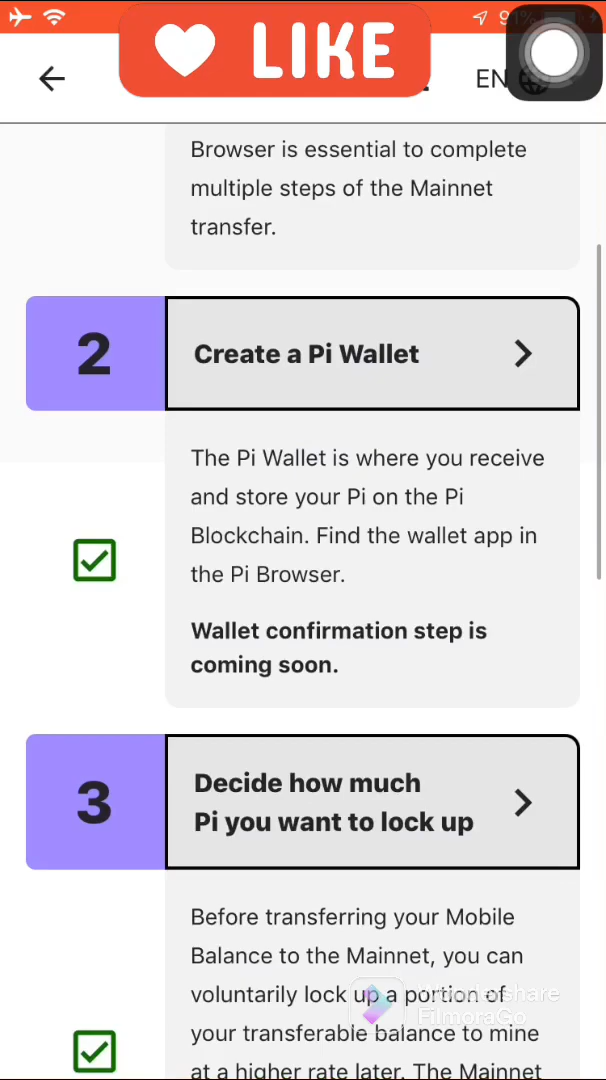 LIKE
EN
Browser is essential to complete
multiple steps of the Mainnet
transfer.
2
Create a Pi Wallet
The Pi Wallet is where you receive
and store your Pi on the Pi
Blockchain. Find the wallet app in
the Pi Browser.
Wallet confirmation step is
coming soon.
3
Decide how much
Pi you want to lock up
Before transferring your Mobile
Balance to the Mainnet, you can
voluntarily lock up a portion of
your transferable balance to mine
at a higher rate later. The Mainnet
Wondershare
FilmoraGo